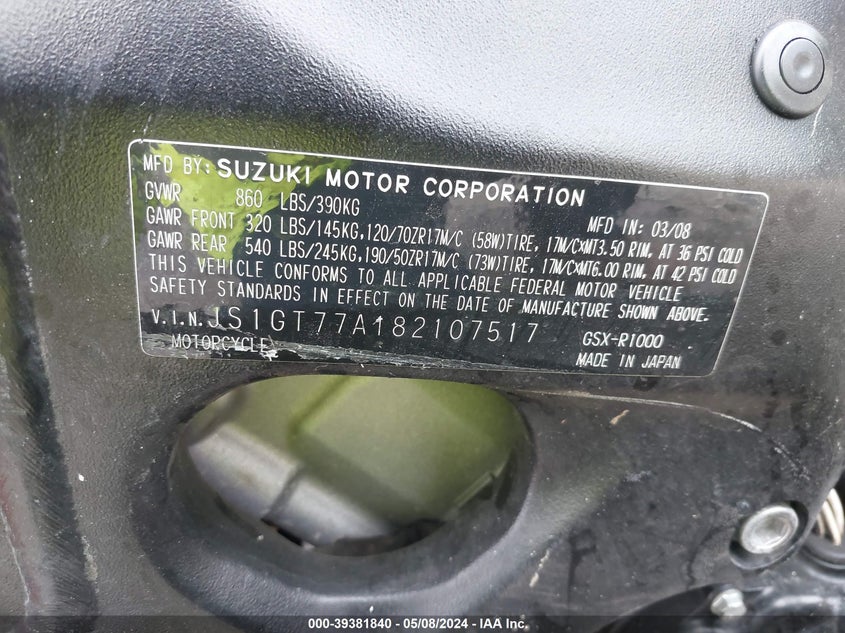 MFD BY: SUZUKI MOTOR CORPORATION
GVWR 860 LBS/390KG MFD IN: 03/08
GAWR FRONT 320 LBS/145KG,120/70ZR17M/C (58W)TIRE, 17M/CXMT3.50 RIM, AT 36 PSI COLD
GAWR REAR 540 LBS/245KG,190/50ZR17M/C (73W)TIRE, 17M/CXMT6.00 RIM, AT 42 PSI COLD
THIS VEHICLE CONFORMS TO ALL APPLICABLE FEDERAL MOTOR VEHICLE
SAFETY STANDARDS IN EFFECT ON THE DATE OF MANUFACTURE SHOWN ABOVE.
V.I.N. JS1GT77A182107517 GSX-R1000
MOTORCYCLE MADE IN JAPAN
000-39381840 - 05/08/2024 - IAA Inc.